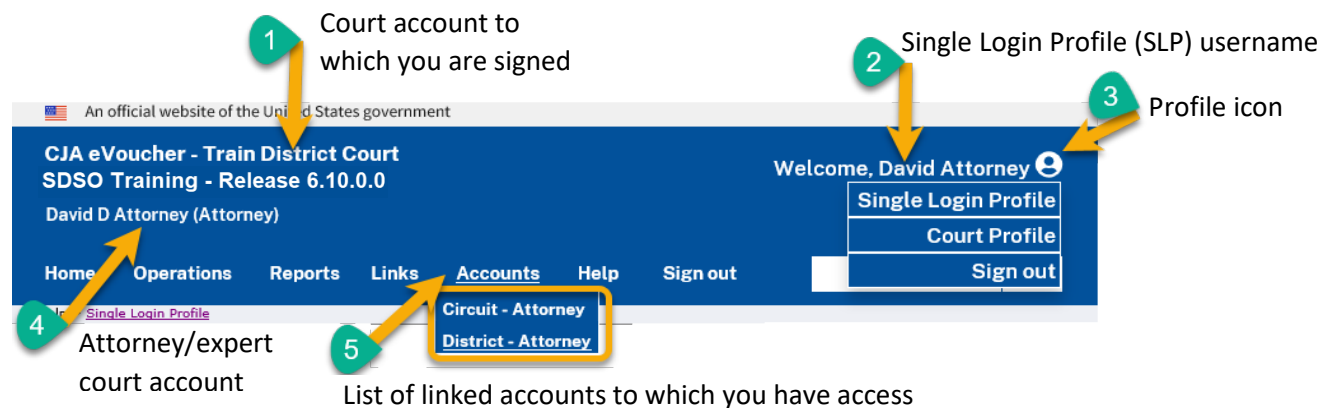 Court account to
which you are signed
1
Single Login Profile (SLP) username
2
3
Profile icon
An official website of the United States government
CJA eVoucher - Train District Court
SDSO Training - Release 6.10.0.0
Welcome, David Attorney
David D Attorney (Attorney)
Single Login Profile
Court Profile
Sign out
Home Operations Reports Links Accounts Help Sign out
Single Login Profile
Circuit - Attorney
District - Attorney
4
Attorney/expert
court account
5
List of linked accounts to which you have access